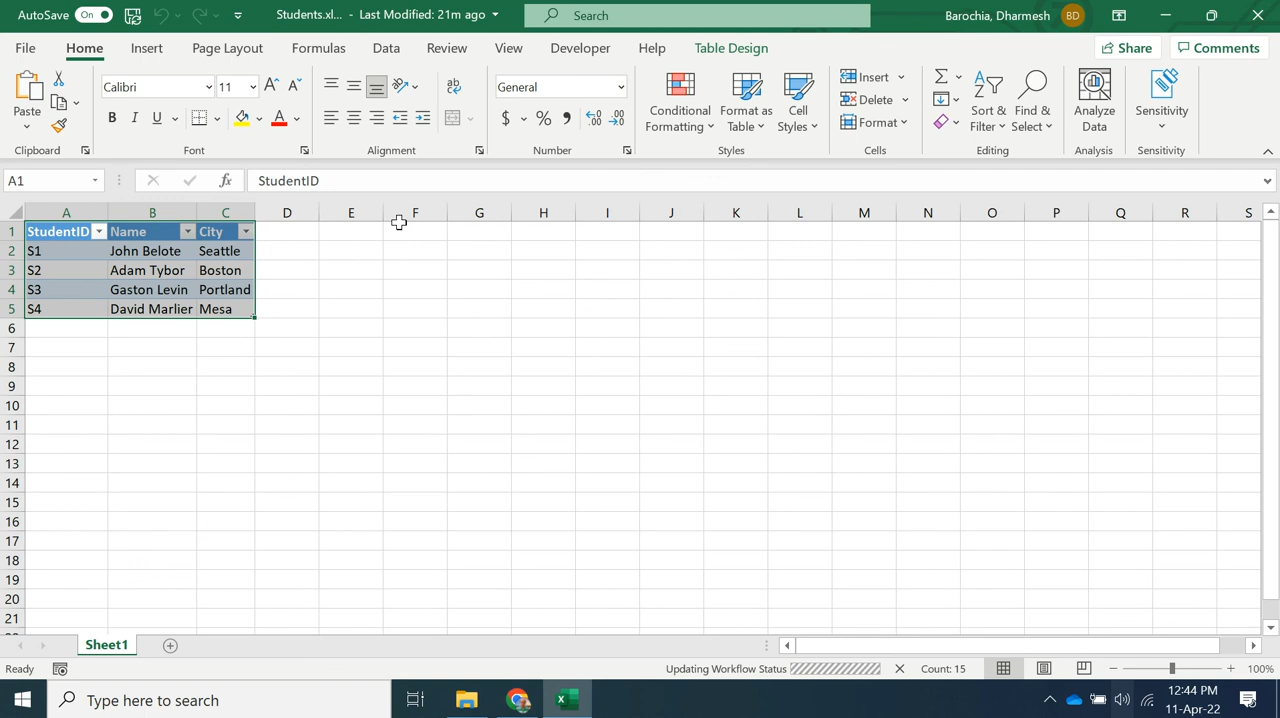 AutoSave On Students.xl... - Last Modified: 21m ago Search Barochia, Dharmesh BD
File Home Insert Page Layout Formulas Data Review View Developer Help Table Design Share Comments
Paste Calibri 11 General Conditional Formatting Format as Table Cell Styles Insert Delete Format Sort & Filter Find & Select Analyze Data Sensitivity
Clipboard Font Alignment Number Styles Cells Editing Analysis Sensitivity
A1 fx StudentID
A B C D E F G H I J K L M N O P Q R S
1 StudentID Name City
2 S1 John Belote Seattle
3 S2 Adam Tybor Boston
4 S3 Gaston Levin Portland
5 S4 David Marlier Mesa
6
7
8
9
10
11
12
13
14
15
16
17
18
19
20
21
Sheet1
Ready Updating Workflow Status Count: 15 100%
Type here to search 12:44 PM
11-Apr-22